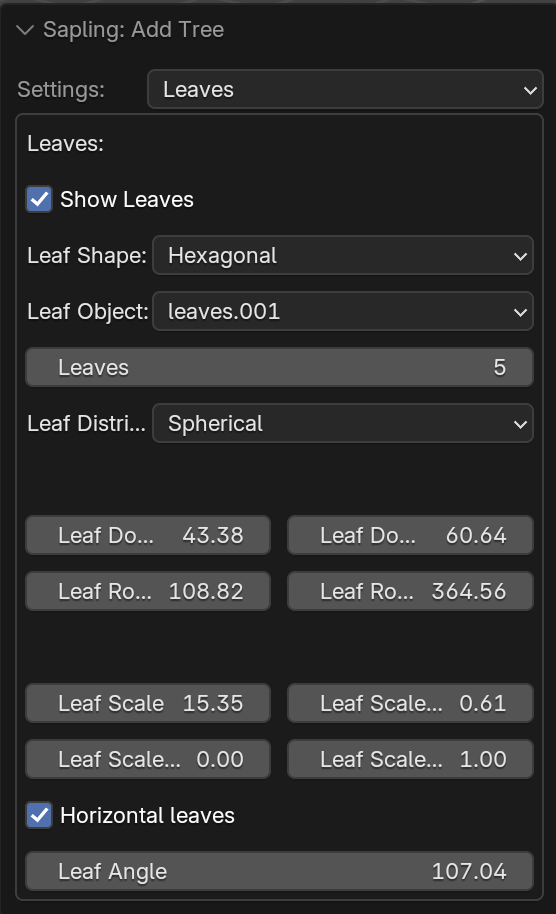 Sapling: Add Tree
Settings: Leaves
Leaves:
Show Leaves
Leaf Shape: Hexagonal
Leaf Object: leaves.001
Leaves 5
Leaf Distri... Spherical
Leaf Do... 43.38 Leaf Do... 60.64
Leaf Ro... 108.82 Leaf Ro... 364.56
Leaf Scale 15.35 Leaf Scale... 0.61
Leaf Scale... 0.00 Leaf Scale... 1.00
Horizontal leaves
Leaf Angle 107.04